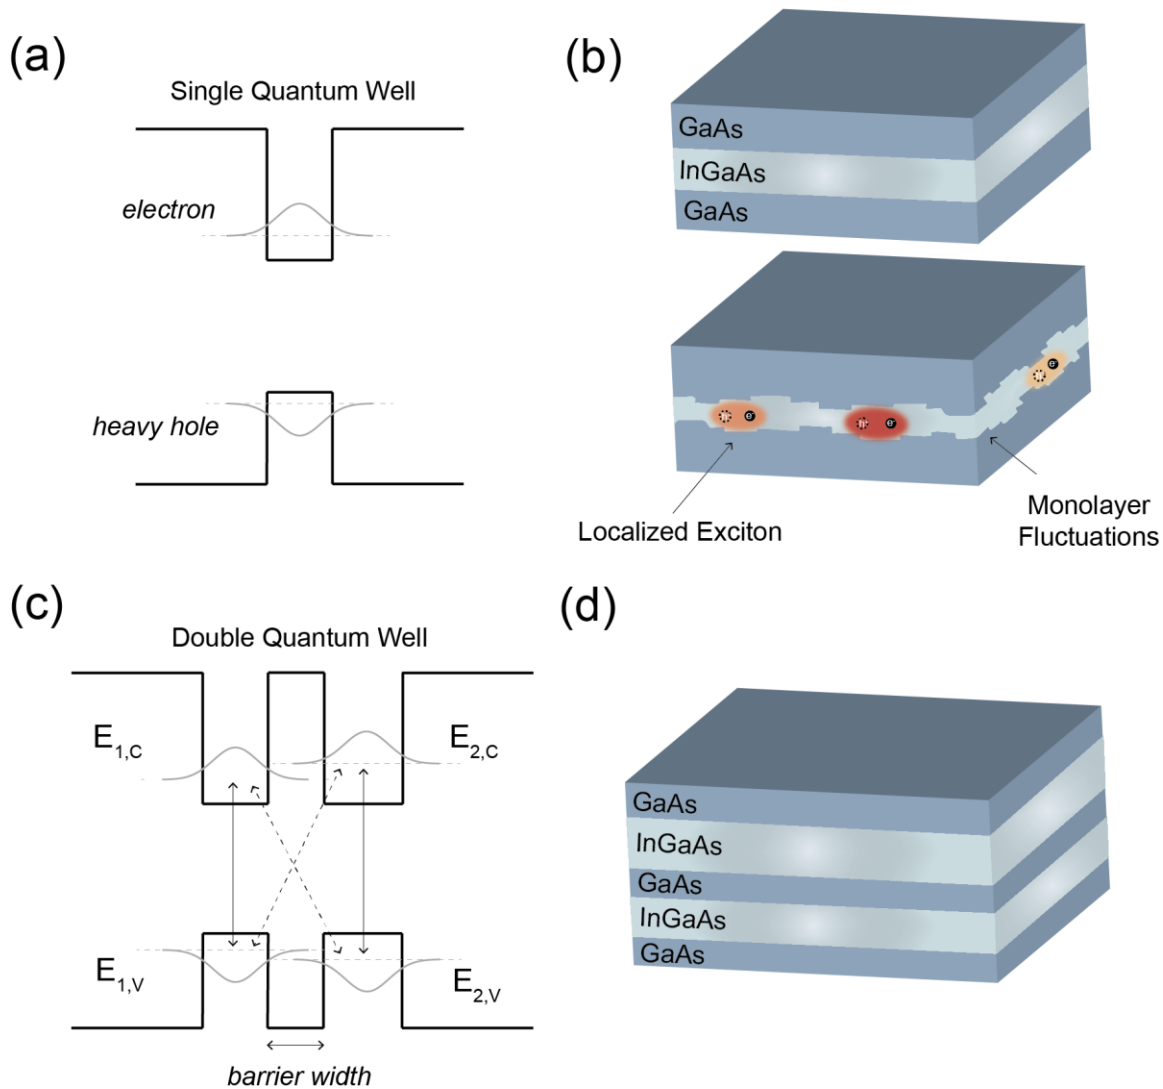 (a)
Single Quantum Well
electron
heavy hole
(b)
GaAs
InGaAs
GaAs
h⁺ e⁻
h⁺ e⁻
h⁺ e⁻
Localized Exciton
Monolayer
Fluctuations
(c)
Double Quantum Well
E1,C
E2,C
E1,V
E2,V
barrier width
(d)
GaAs
InGaAs
GaAs
InGaAs
GaAs